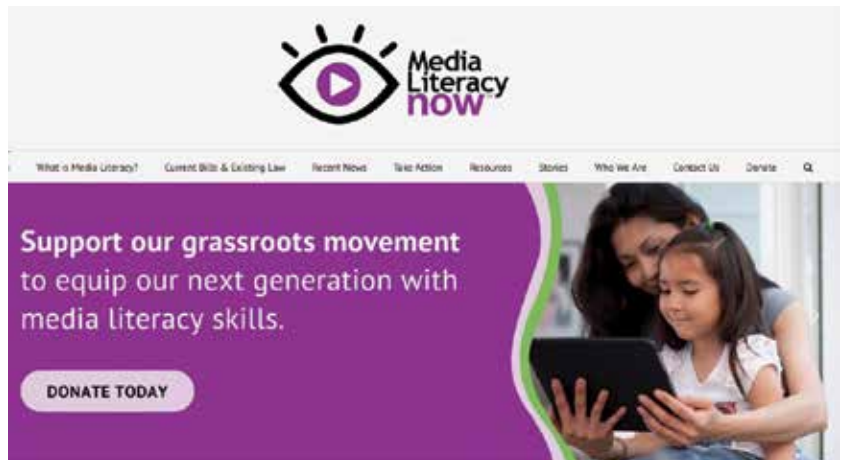 Media
Literacy
now
What is Media Literacy?
Current Bills & Existing Law
Recent News
Take Action
Resources
Stories
Who We Are
Contact Us
Donate
Support our grassroots movement
to equip our next generation with
media literacy skills.
DONATE TODAY